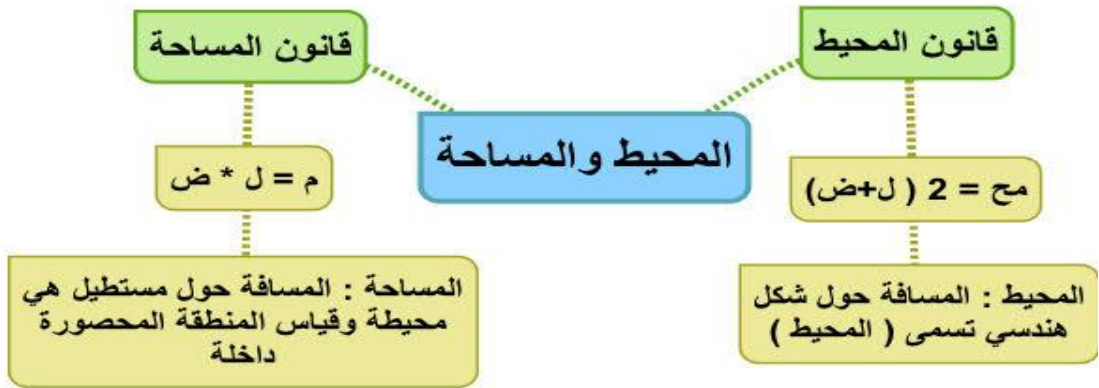 المحيط والمساحة
قانون المحيط
مح = 2 ( ل+ض)
المحيط : المسافة حول شكل
هندسي تسمى ( المحيط )
قانون المساحة
م = ل * ض
المساحة : المسافة حول مستطيل هي
محيطة وقياس المنطقة المحصورة
داخلة